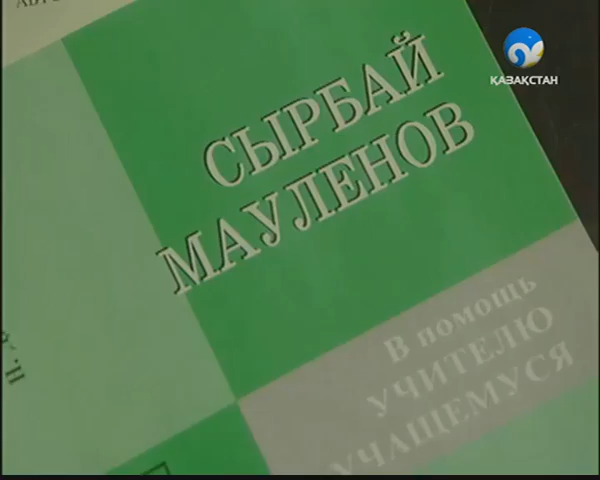 ҚАЗАҚСТАН
СЫРБАЙ
МАУЛЕНОВ
В помощь
УЧИТЕЛЮ
УЧАЩЕМУСЯ